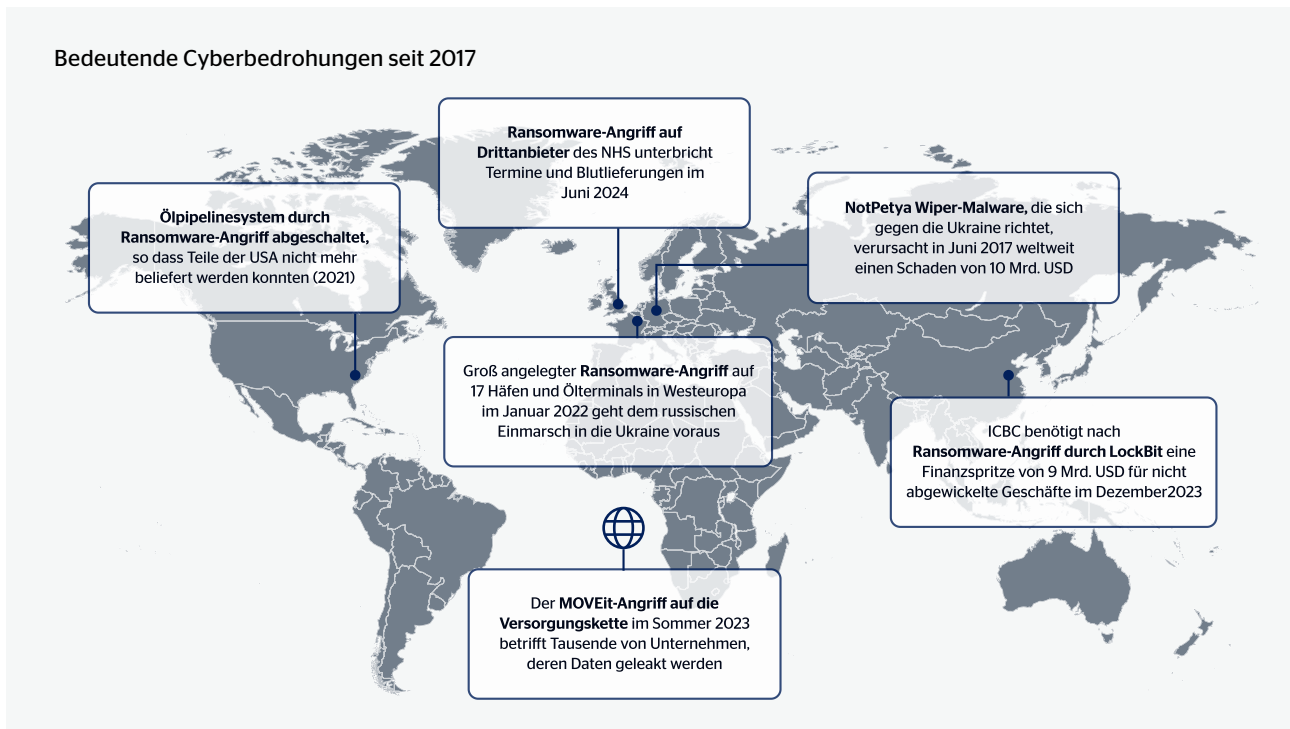 Bedeutende Cyberbedrohungen seit 2017
Ransomware-Angriff auf
Drittanbieter des NHS unterbricht
Termine und Blutlieferungen im
Juni 2024
Ölpipelinesystem durch
Ransomware-Angriff abgeschaltet,
so dass Teile der USA nicht mehr
beliefert werden konnten (2021)
NotPetya Wiper-Malware, die sich
gegen die Ukraine richtet,
verursacht in Juni 2017 weltweit
einen Schaden von 10 Mrd. USD
Groß angelegter Ransomware-Angriff auf
17 Häfen und Ölterminals in Westeuropa
im Januar 2022 geht dem russischen
Einmarsch in die Ukraine voraus
ICBC benötigt nach
Ransomware-Angriff durch LockBit eine
Finanzspritze von 9 Mrd. USD für nicht
abgewickelte Geschäfte im Dezember2023
Der MOVEit-Angriff auf die
Versorgungskette im Sommer 2023
betrifft Tausende von Unternehmen,
deren Daten geleakt werden